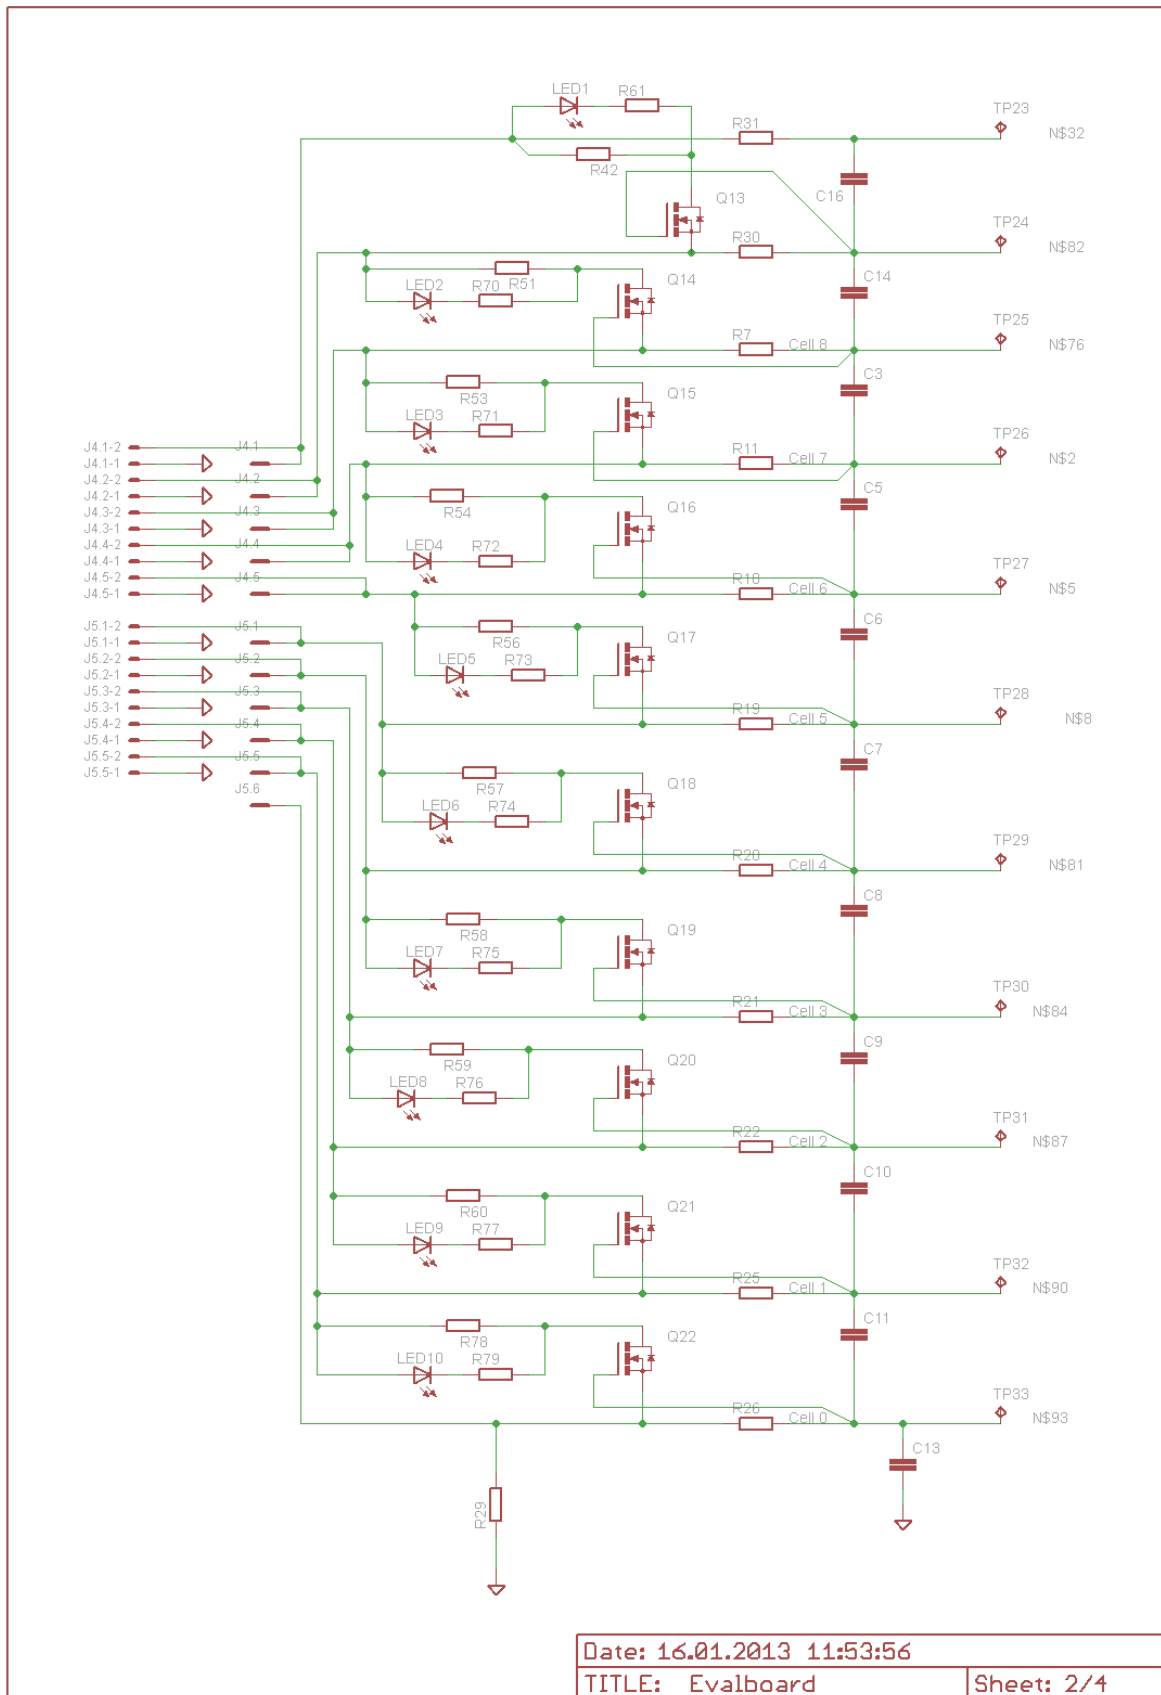 LED1 R61
TP23
R31
N$32
R42
C16
Q13
TP24
R30
N$82
Q14
C14
LED2 R70 R51
TP25
R7 Cell 8
N$76
C3
R53
Q15
LED3 R71
TP26
J4.1-2 J4.1
R11 Cell 7
N$2
J4.1-1
J4.2-2 J4.2
C5
J4.2-1
R54
Q16
J4.3-2 J4.3
J4.3-1
J4.4-2 J4.4
LED4 R72
J4.4-1
TP27
J4.5-2 J4.5
R18 Cell 6
N$5
J4.5-1
C6
J5.1-2 J5.1
R56
Q17
J5.1-1
J5.2-2 J5.2
LED5 R73
J5.2-1
J5.3-2 J5.3
TP28
J5.3-1
R19 Cell 5
N$8
J5.4-2 J5.4
J5.4-1
C7
J5.5-2 J5.5
J5.5-1
R57
Q18
J5.6
LED6 R74
TP29
R20 Cell 4
N$81
C8
R58
Q19
LED7 R75
TP30
R21 Cell 3
N$84
C9
R59
Q20
LED8 R76
TP31
R22 Cell 2
N$87
C10
R60
Q21
LED9 R77
TP32
R25 Cell 1
N$90
C11
R78
Q22
LED10 R79
TP33
R26 Cell 0
N$93
C13
R29
Date: 16.01.2013 11:53:56
TITLE: Evalboard
Sheet: 2/4